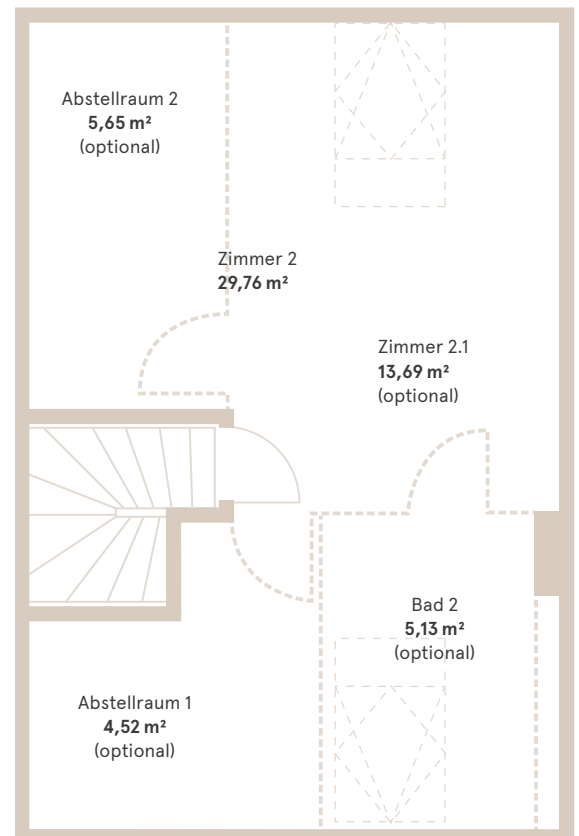 Abstellraum 2
5,65 m²
(optional)
Zimmer 2
29,76 m²
Zimmer 2.1
13,69 m²
(optional)
Bad 2
5,13 m²
(optional)
Abstellraum 1
4,52 m²
(optional)